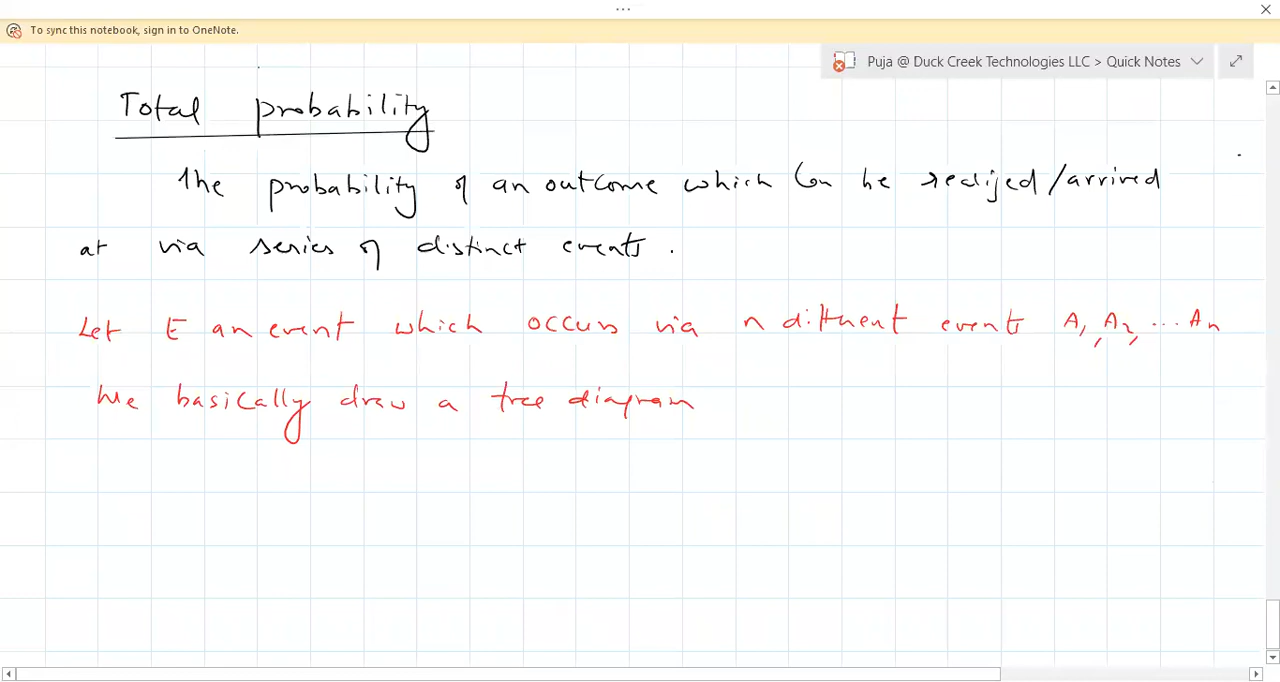 To sync this notebook, sign in to OneNote.
Puja @ Duck Creek Technologies LLC > Quick Notes
Total probability
The probability of an outcome which can be realized/arrived
at via series of distinct events.
Let E an event which occurs via n different events A1, A2, ... An
We basically draw a tree diagram